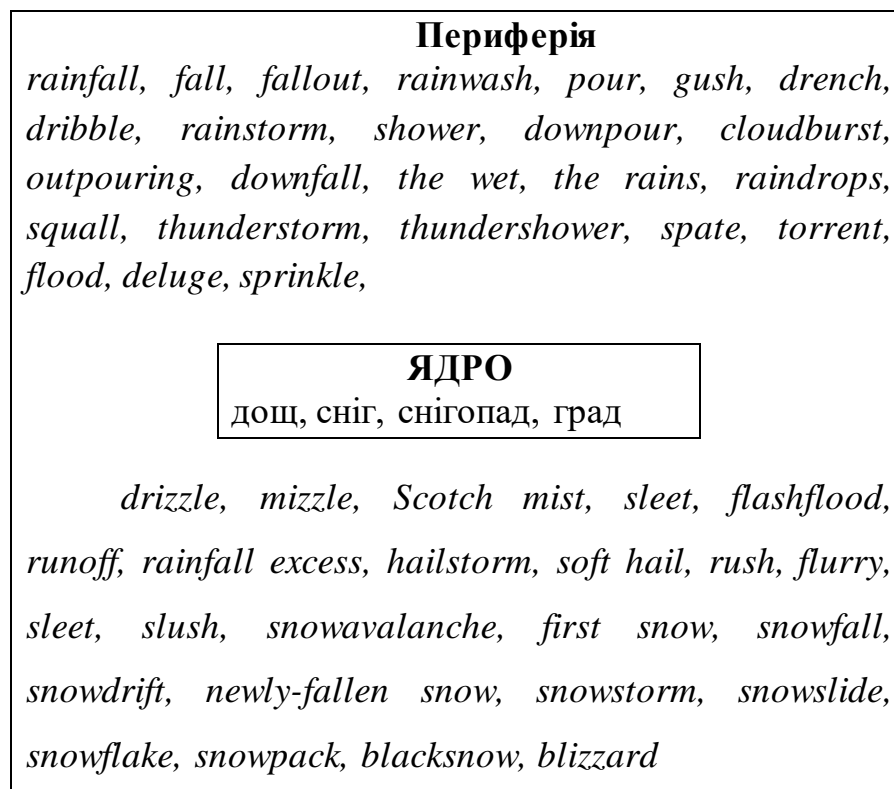 Периферія
rainfall, fall, fallout, rainwash, pour, gush, drench,
dribble, rainstorm, shower, downpour, cloudburst,
outpouring, downfall, the wet, the rains, raindrops,
squall, thunderstorm, thundershower, spate, torrent,
flood, deluge, sprinkle,
ЯДРО
дощ, сніг, снігопад, град
drizzle, mizzle, Scotch mist, sleet, flashflood,
runoff, rainfall excess, hailstorm, soft hail, rush, flurry,
sleet, slush, snowavalanche, first snow, snowfall,
snowdrift, newly-fallen snow, snowstorm, snowslide,
snowflake, snowpack, blacksnow, blizzard